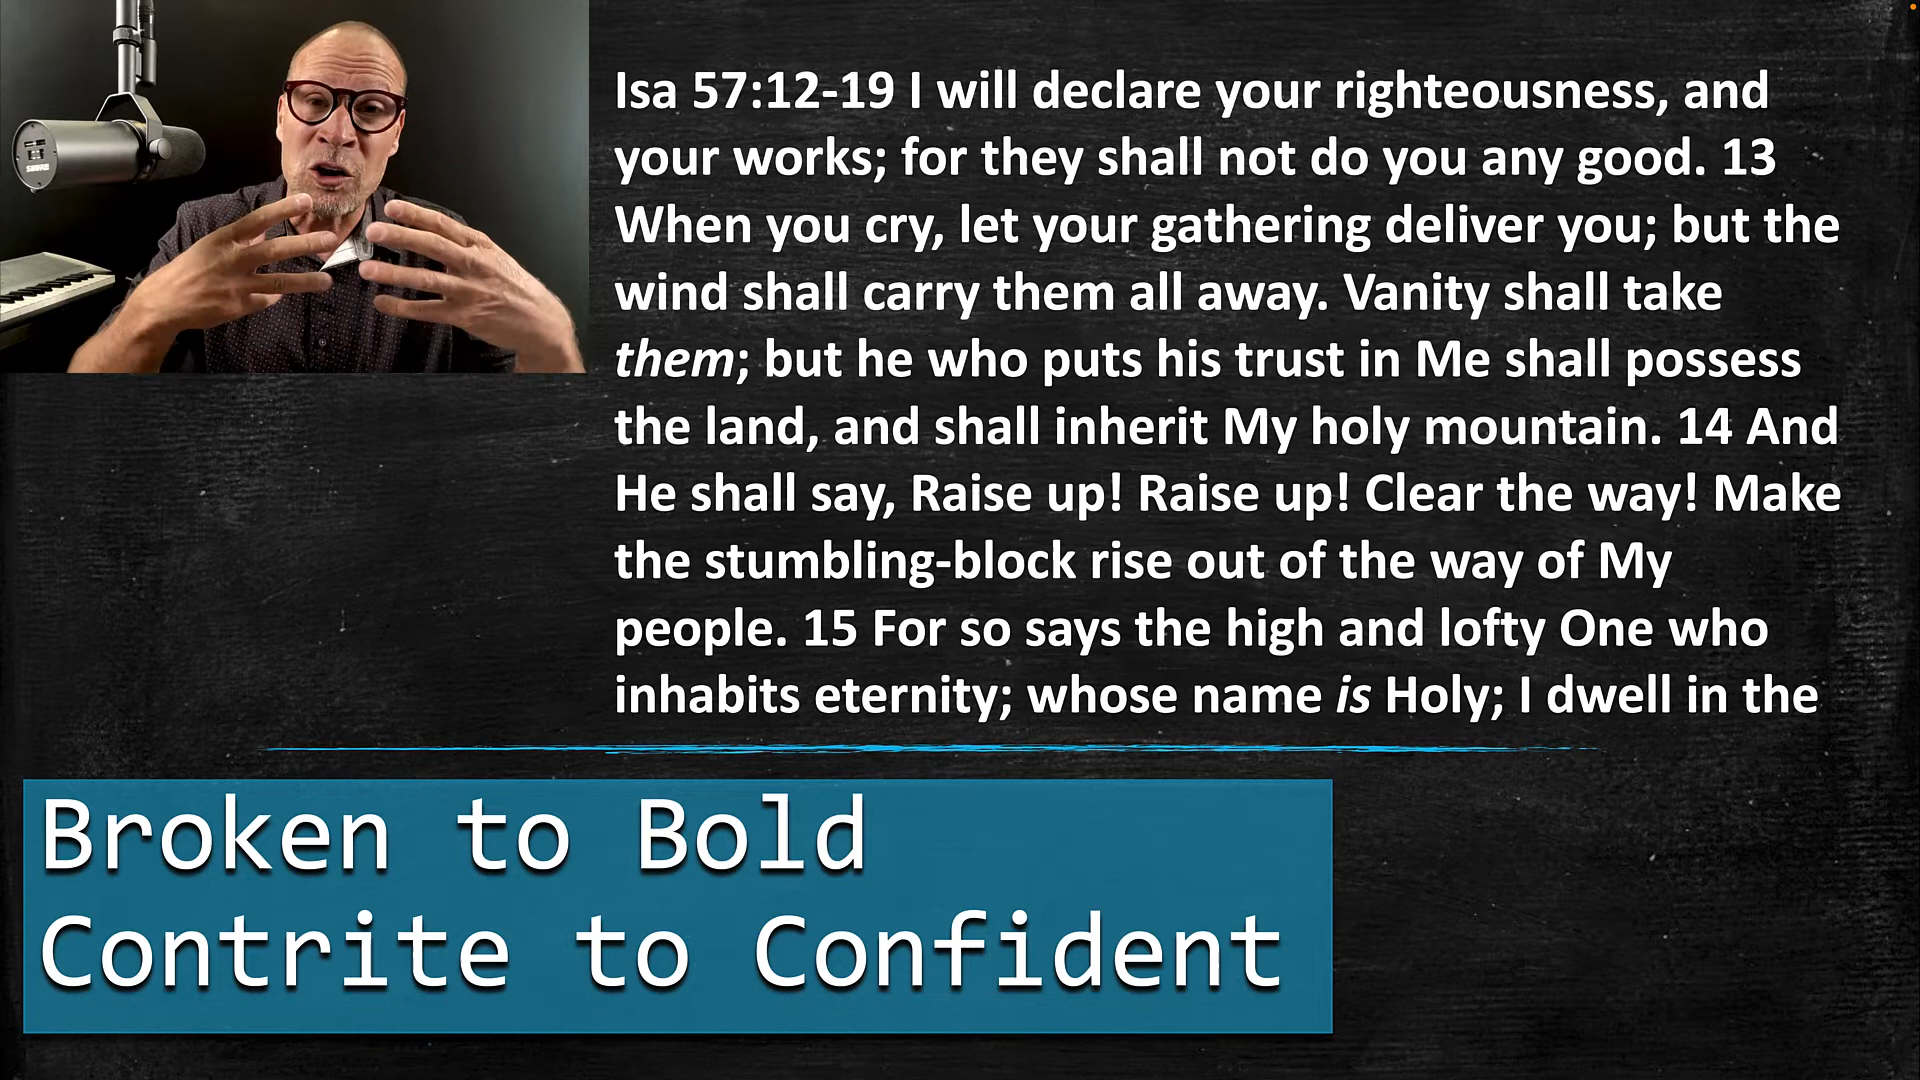 SHURE
Isa 57:12-19 I will declare your righteousness, and
your works; for they shall not do you any good. 13
When you cry, let your gathering deliver you; but the
wind shall carry them all away. Vanity shall take
them; but he who puts his trust in Me shall possess
the land, and shall inherit My holy mountain. 14 And
He shall say, Raise up! Raise up! Clear the way! Make
the stumbling-block rise out of the way of My
people. 15 For so says the high and lofty One who
inhabits eternity; whose name is Holy; I dwell in the
Broken to Bold
Contrite to Confident